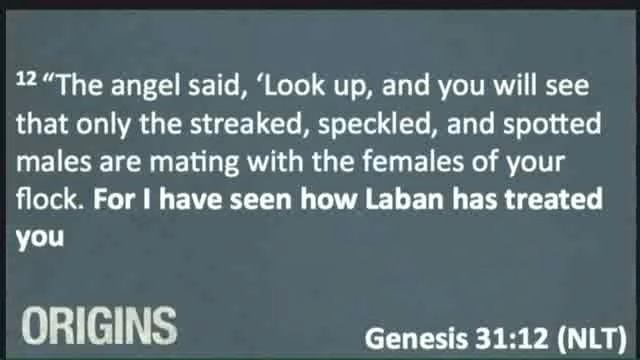 12 “The angel said, ‘Look up, and you will see
that only the streaked, speckled, and spotted
males are mating with the females of your
flock. For I have seen how Laban has treated
you
ORIGINS
Genesis 31:12 (NLT)